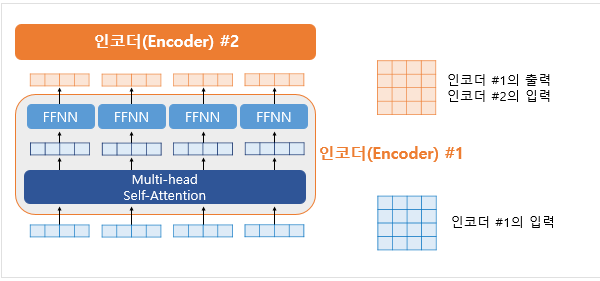 인코더(Encoder) #2
FFNN FFNN FFNN FFNN
Multi-head
Self-Attention
인코더 #1의 출력
인코더 #2의 입력
인코더(Encoder) #1
인코더 #1의 입력